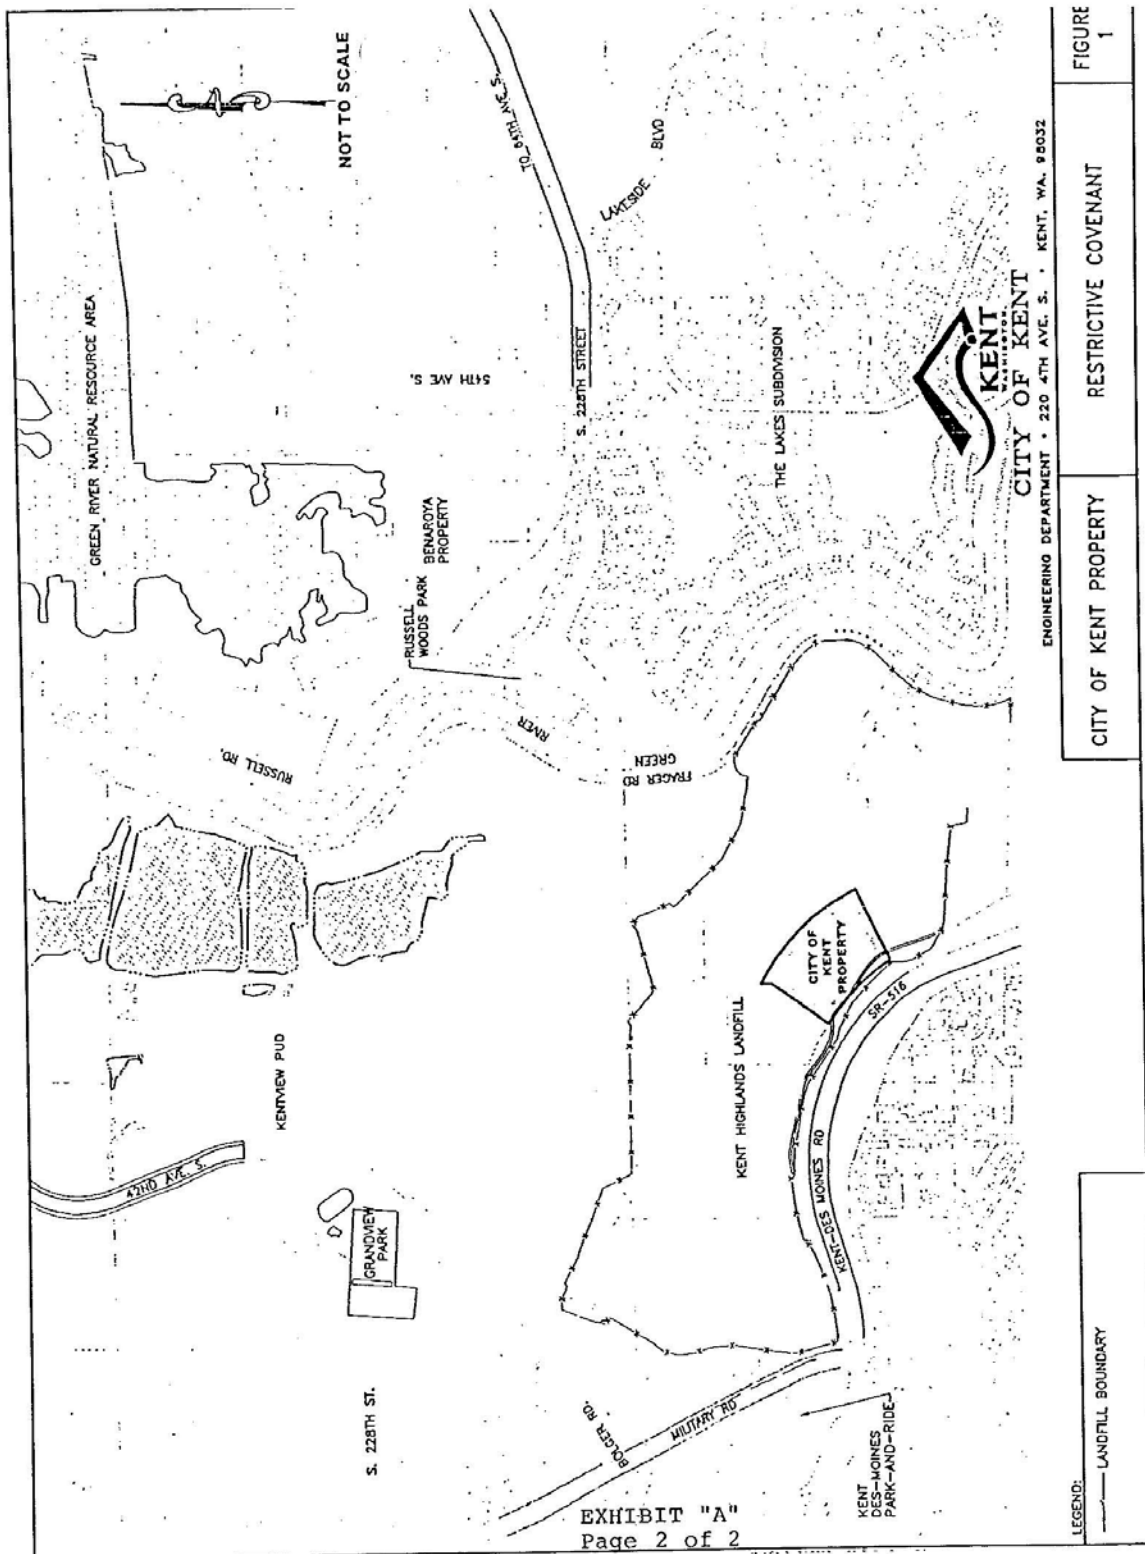 GREEN RIVER NATURAL RESOURCE AREA
NOT TO SCALE
TO 64TH AVE S.
LAKESIDE BLVD
54TH AVE S.
S. 228TH STREET
THE LAKES SUBDIVISION
BENAROYA
PROPERTY
RUSSELL
WOODS PARK
RUSSELL RD.
RIVER
GREEN
FRAGER RD
KENTVIEW PUD
42ND AVE. S.
GRANDVIEW
PARK
S. 228TH ST.
KENT HIGHLANDS LANDFILL
CITY OF
KENT
PROPERTY
SR-516
KENT-DES MOINES RD
MILITARY RD
BOLGER RD.
KENT
DES-MOINES
PARK-AND-RIDE
KENT
WASHINGTON
CITY OF KENT
ENGINEERING DEPARTMENT • 220 4TH AVE. S. • KENT, WA. 98032
CITY OF KENT PROPERTY
RESTRICTIVE COVENANT
FIGURE
1
LEGEND:
LANDFILL BOUNDARY
EXHIBIT "A"
Page 2 of 2